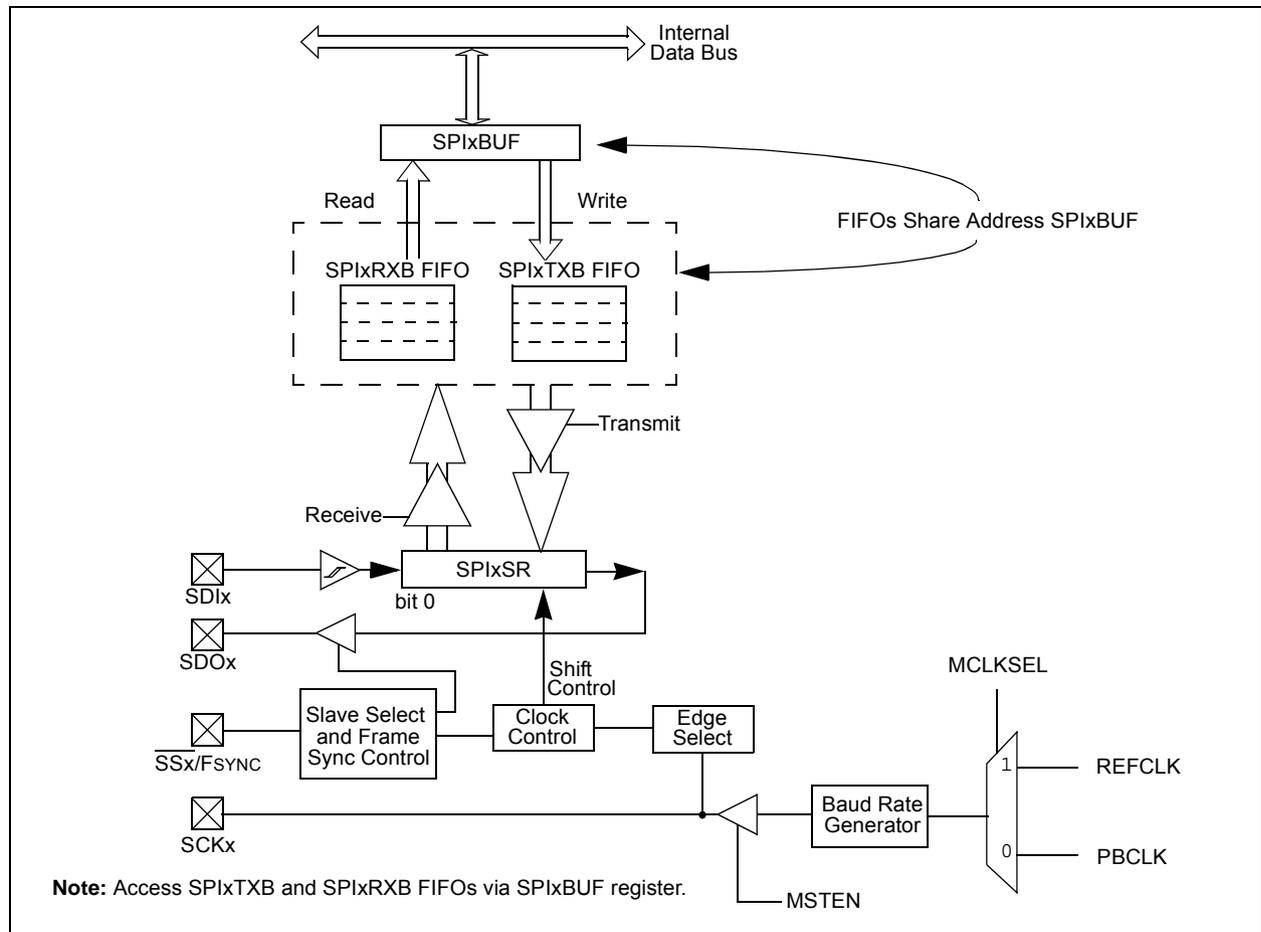 Internal
Data Bus
SPIxBUF
Read
Write
FIFOs Share Address SPIxBUF
SPIxRXB FIFO
SPIxTXB FIFO
Transmit
Receive
SDIx
SPIxSR
bit 0
SDOx
Shift
Control
MCLKSEL
Slave Select
and Frame
Sync Control
Clock
Control
Edge
Select
SSx/FSYNC
1
REFCLK
Baud Rate
Generator
SCKx
0
PBCLK
Note: Access SPIxTXB and SPIxRXB FIFOs via SPIxBUF register.
MSTEN